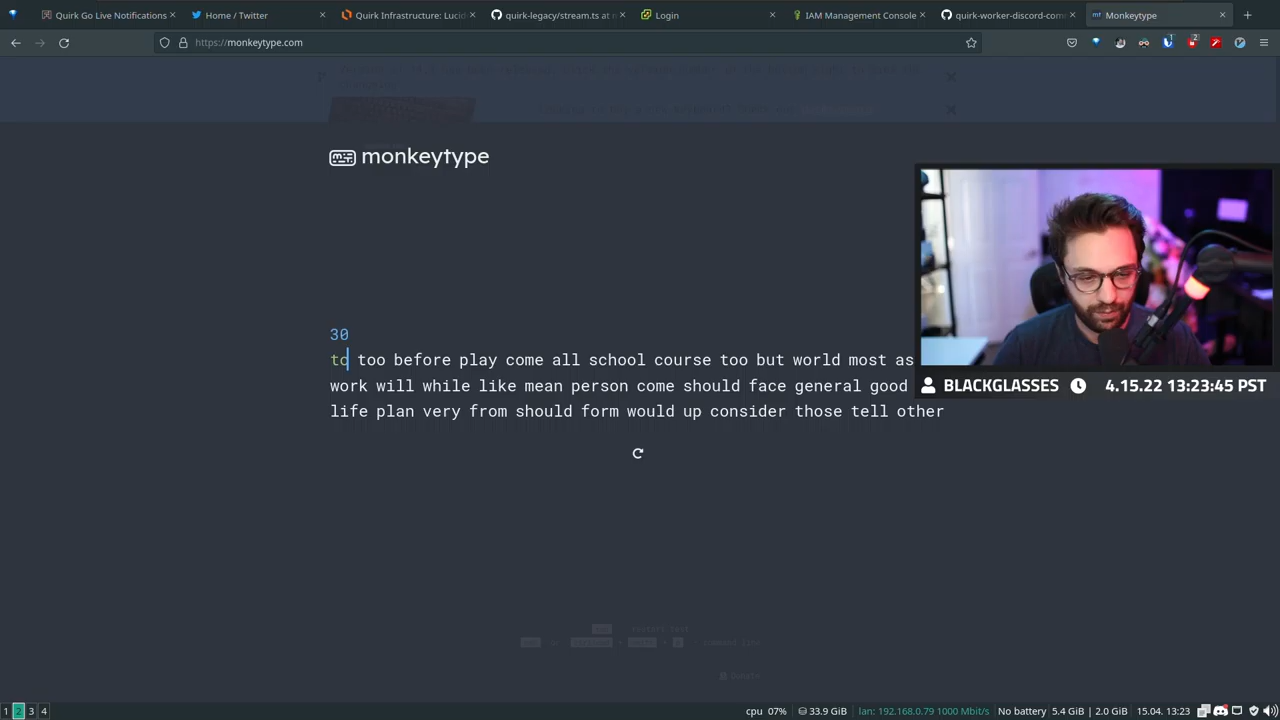 Quirk Go Live Notifications
Home / Twitter
Quirk Infrastructure: Lucid
quirk-legacy/stream.ts at
Login
IAM Management Console
quirk-worker-discord-com
Monkeytype
https://monkeytype.com
monkeytype
30
to too before play come all school course too but world most as
work will while like mean person come should face general good
life plan very from should form would up consider those tell other
BLACKGLASSES 4.15.22 13:23:45 PST
1 2 3 4
cpu 07% 33.9 GiB lan: 192.168.0.79 1000 Mbit/s No battery 5.4 GiB | 2.0 GiB 15.04. 13:23